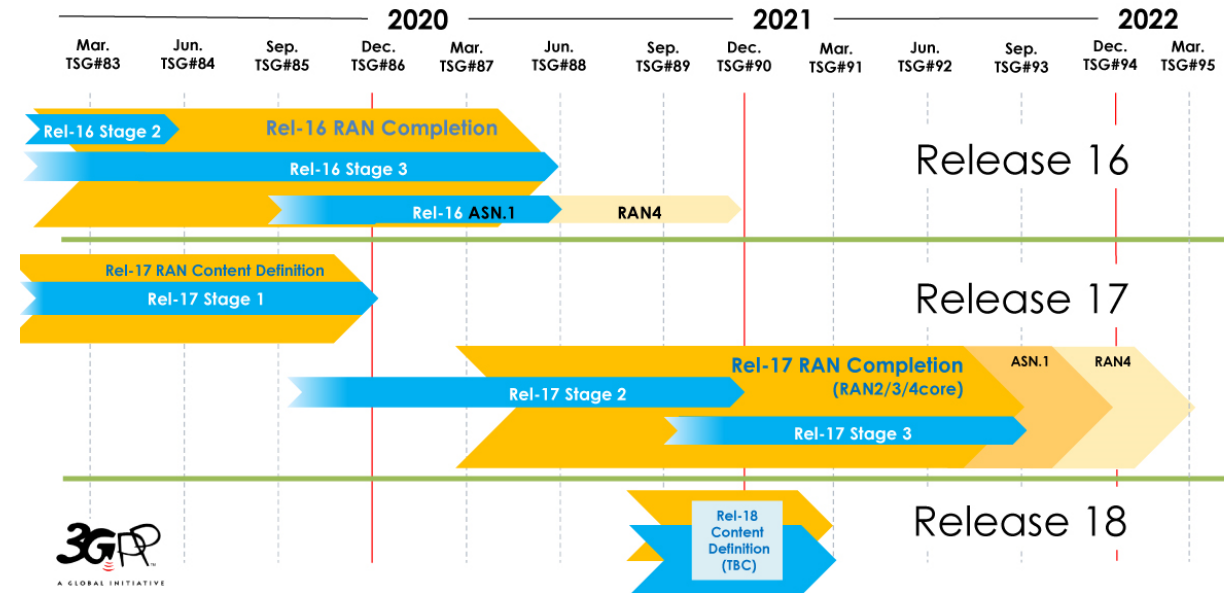 2020 2021 2022
Mar. Jun. Sep. Dec. Mar. Jun. Sep. Dec. Mar. Jun. Sep. Dec. Mar.
TSG#83 TSG#84 TSG#85 TSG#86 TSG#87 TSG#88 TSG#89 TSG#90 TSG#91 TSG#92 TSG#93 TSG#94 TSG#95
Rel-16 RAN Completion
Rel-16 Stage 2
Rel-16 Stage 3
Rel-16 ASN.1
RAN4
Release 16
Rel-17 RAN Content Definition
Rel-17 Stage 1
Release 17
Rel-17 RAN Completion
(RAN2/3/4core)
ASN.1
RAN4
Rel-17 Stage 2
Rel-17 Stage 3
Rel-18
Content
Definition
(TBC)
Release 18
3GPP™
A GLOBAL INITIATIVE